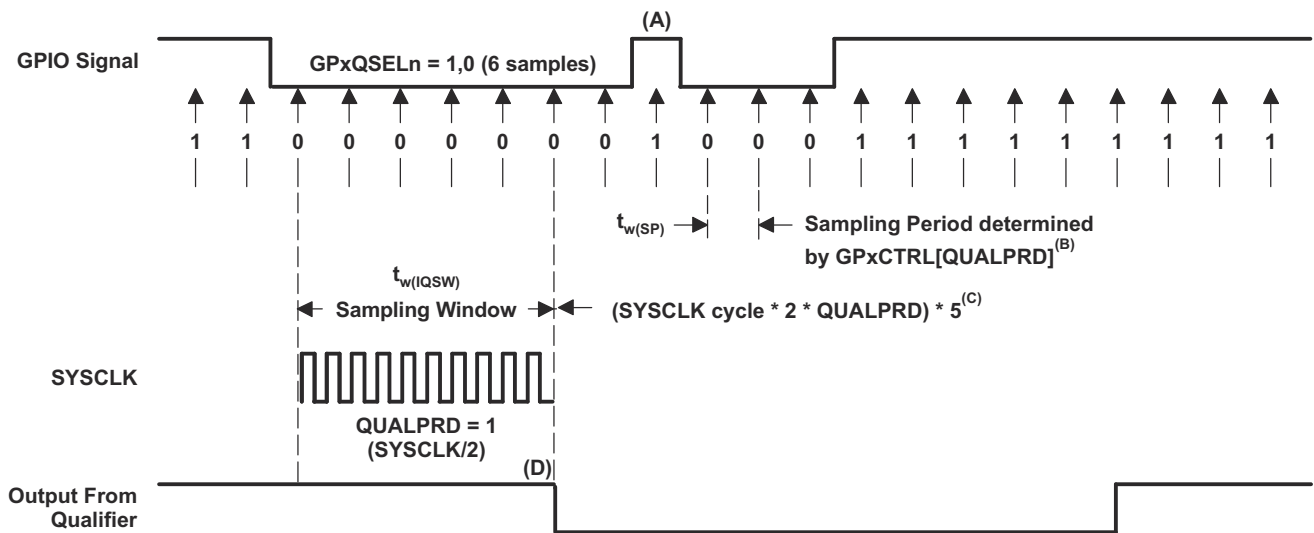 (A)
GPIO Signal
GPxQSELn = 1,0 (6 samples)
1 1 0 0 0 0 0 0 0 1 0 0 0 1 1 1 1 1 1 1 1 1
tw(SP)
Sampling Period determined
by GPxCTRL[QUALPRD](B)
tw(IQSW)
Sampling Window
(SYSCLK cycle * 2 * QUALPRD) * 5(C)
SYSCLK
QUALPRD = 1
(SYSCLK/2)
(D)
Output From
Qualifier